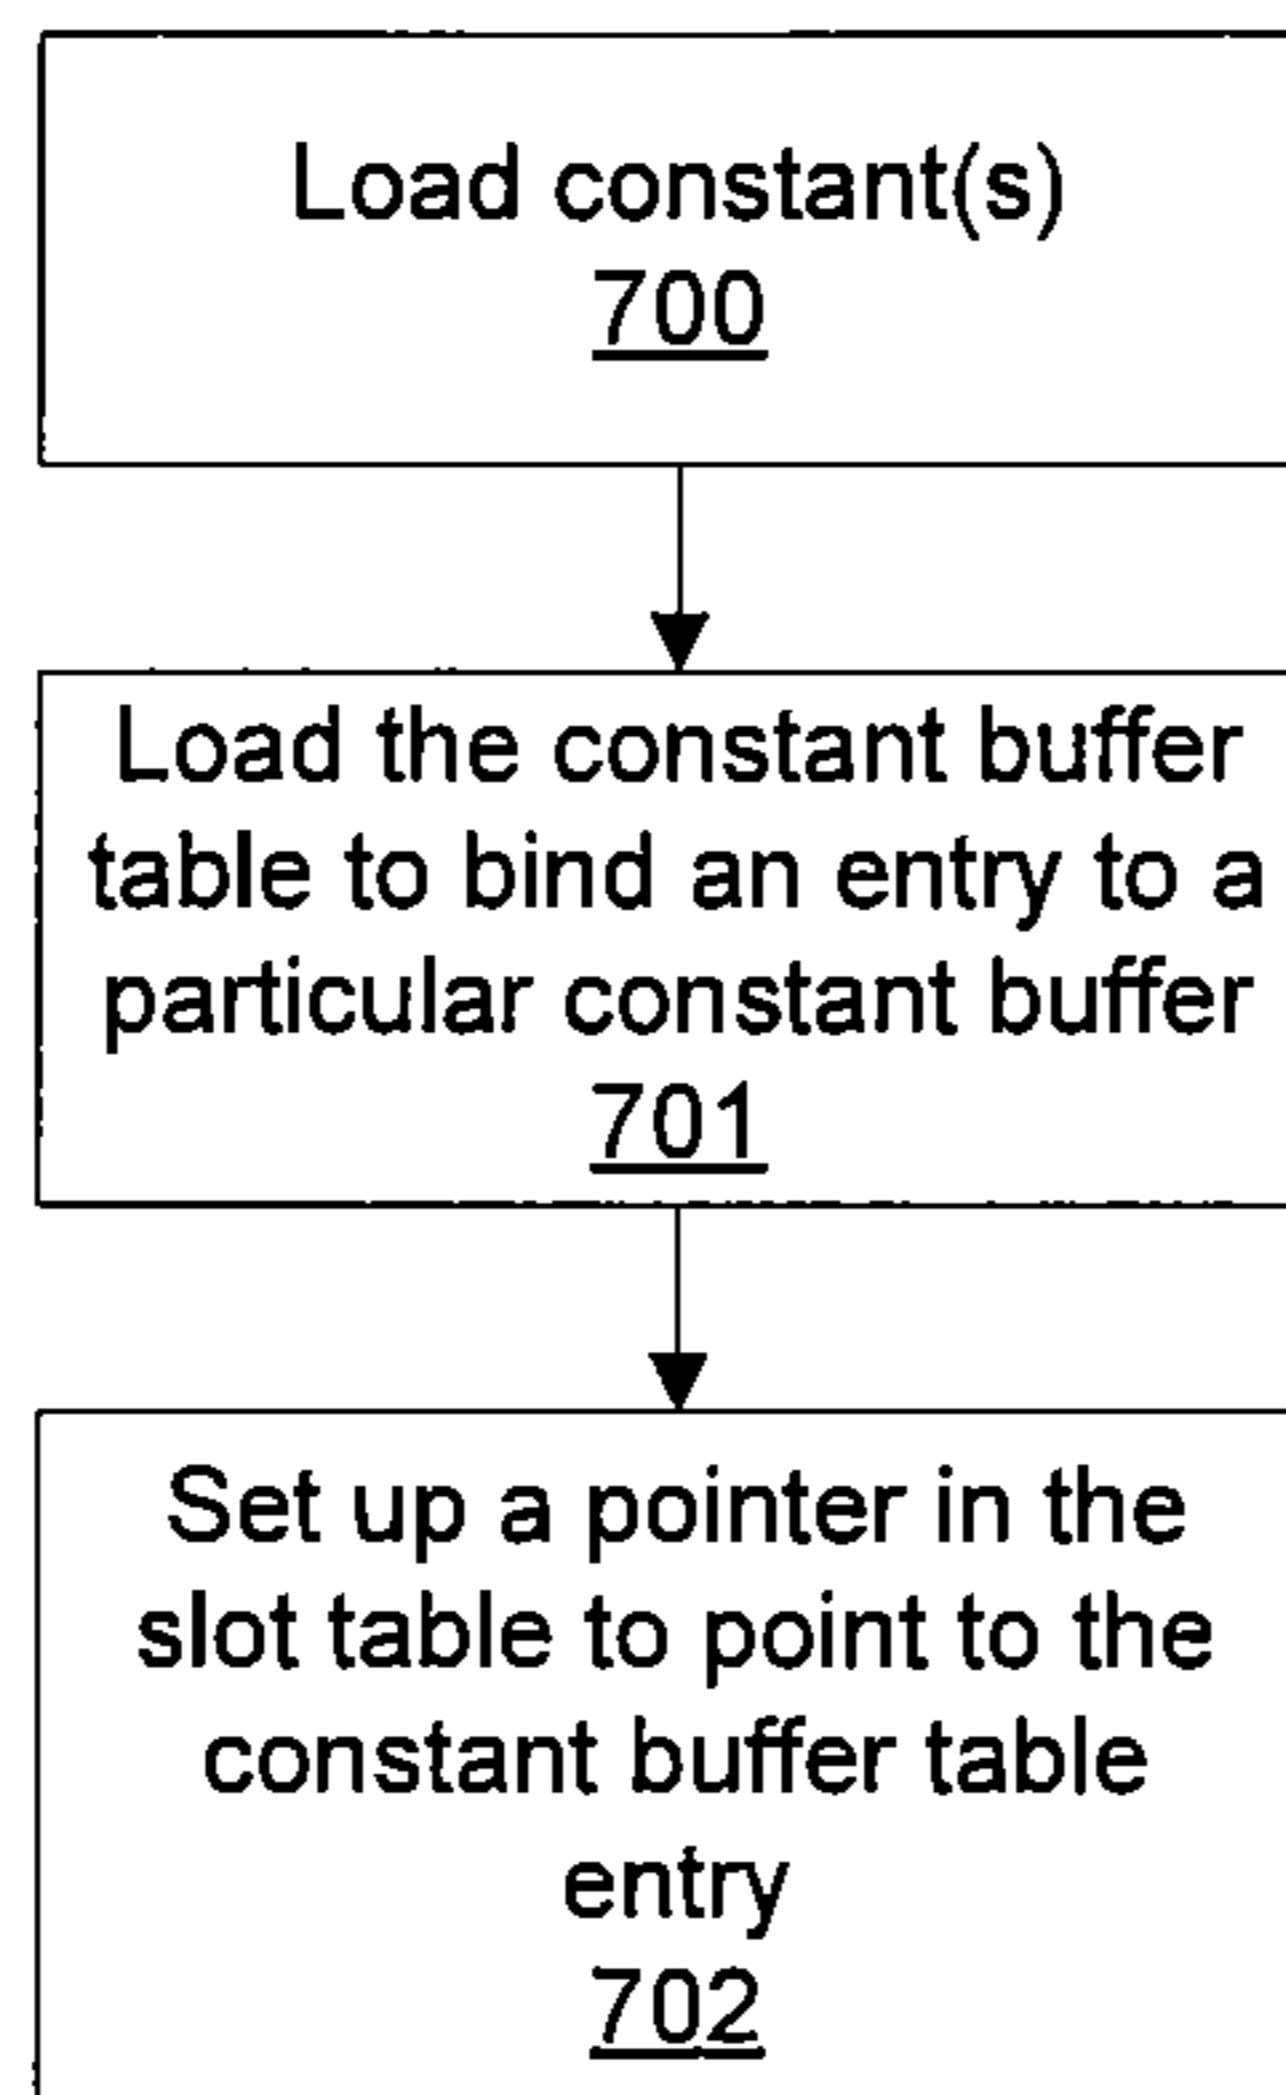 Load constant(s)
700
Load the constant buffer
table to bind an entry to a
particular constant buffer
701
Set up a pointer in the
slot table to point to the
constant buffer table
entry
702